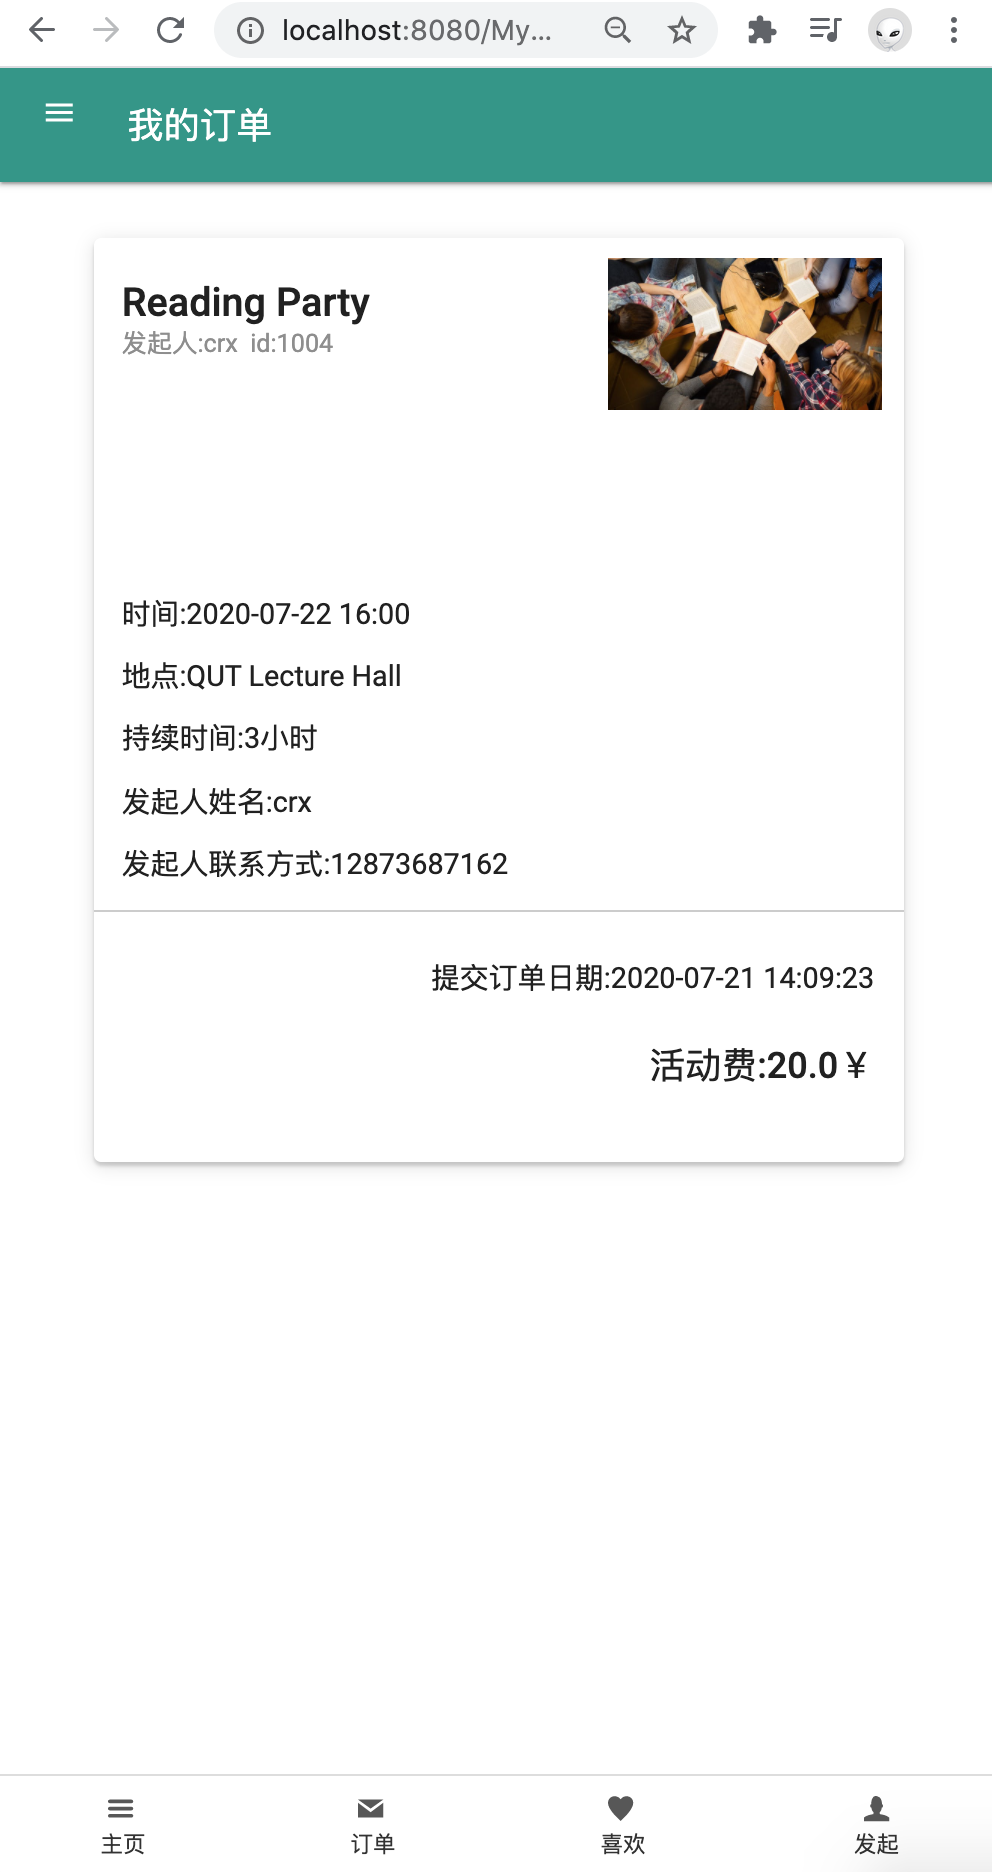 localhost:8080/My...
我的订单
Reading Party
发起人:crx  id:1004
时间:2020-07-22 16:00
地点:QUT Lecture Hall
持续时间:3小时
发起人姓名:crx
发起人联系方式:12873687162
提交订单日期:2020-07-21 14:09:23
活动费:20.0￥
主页 订单 喜欢 发起